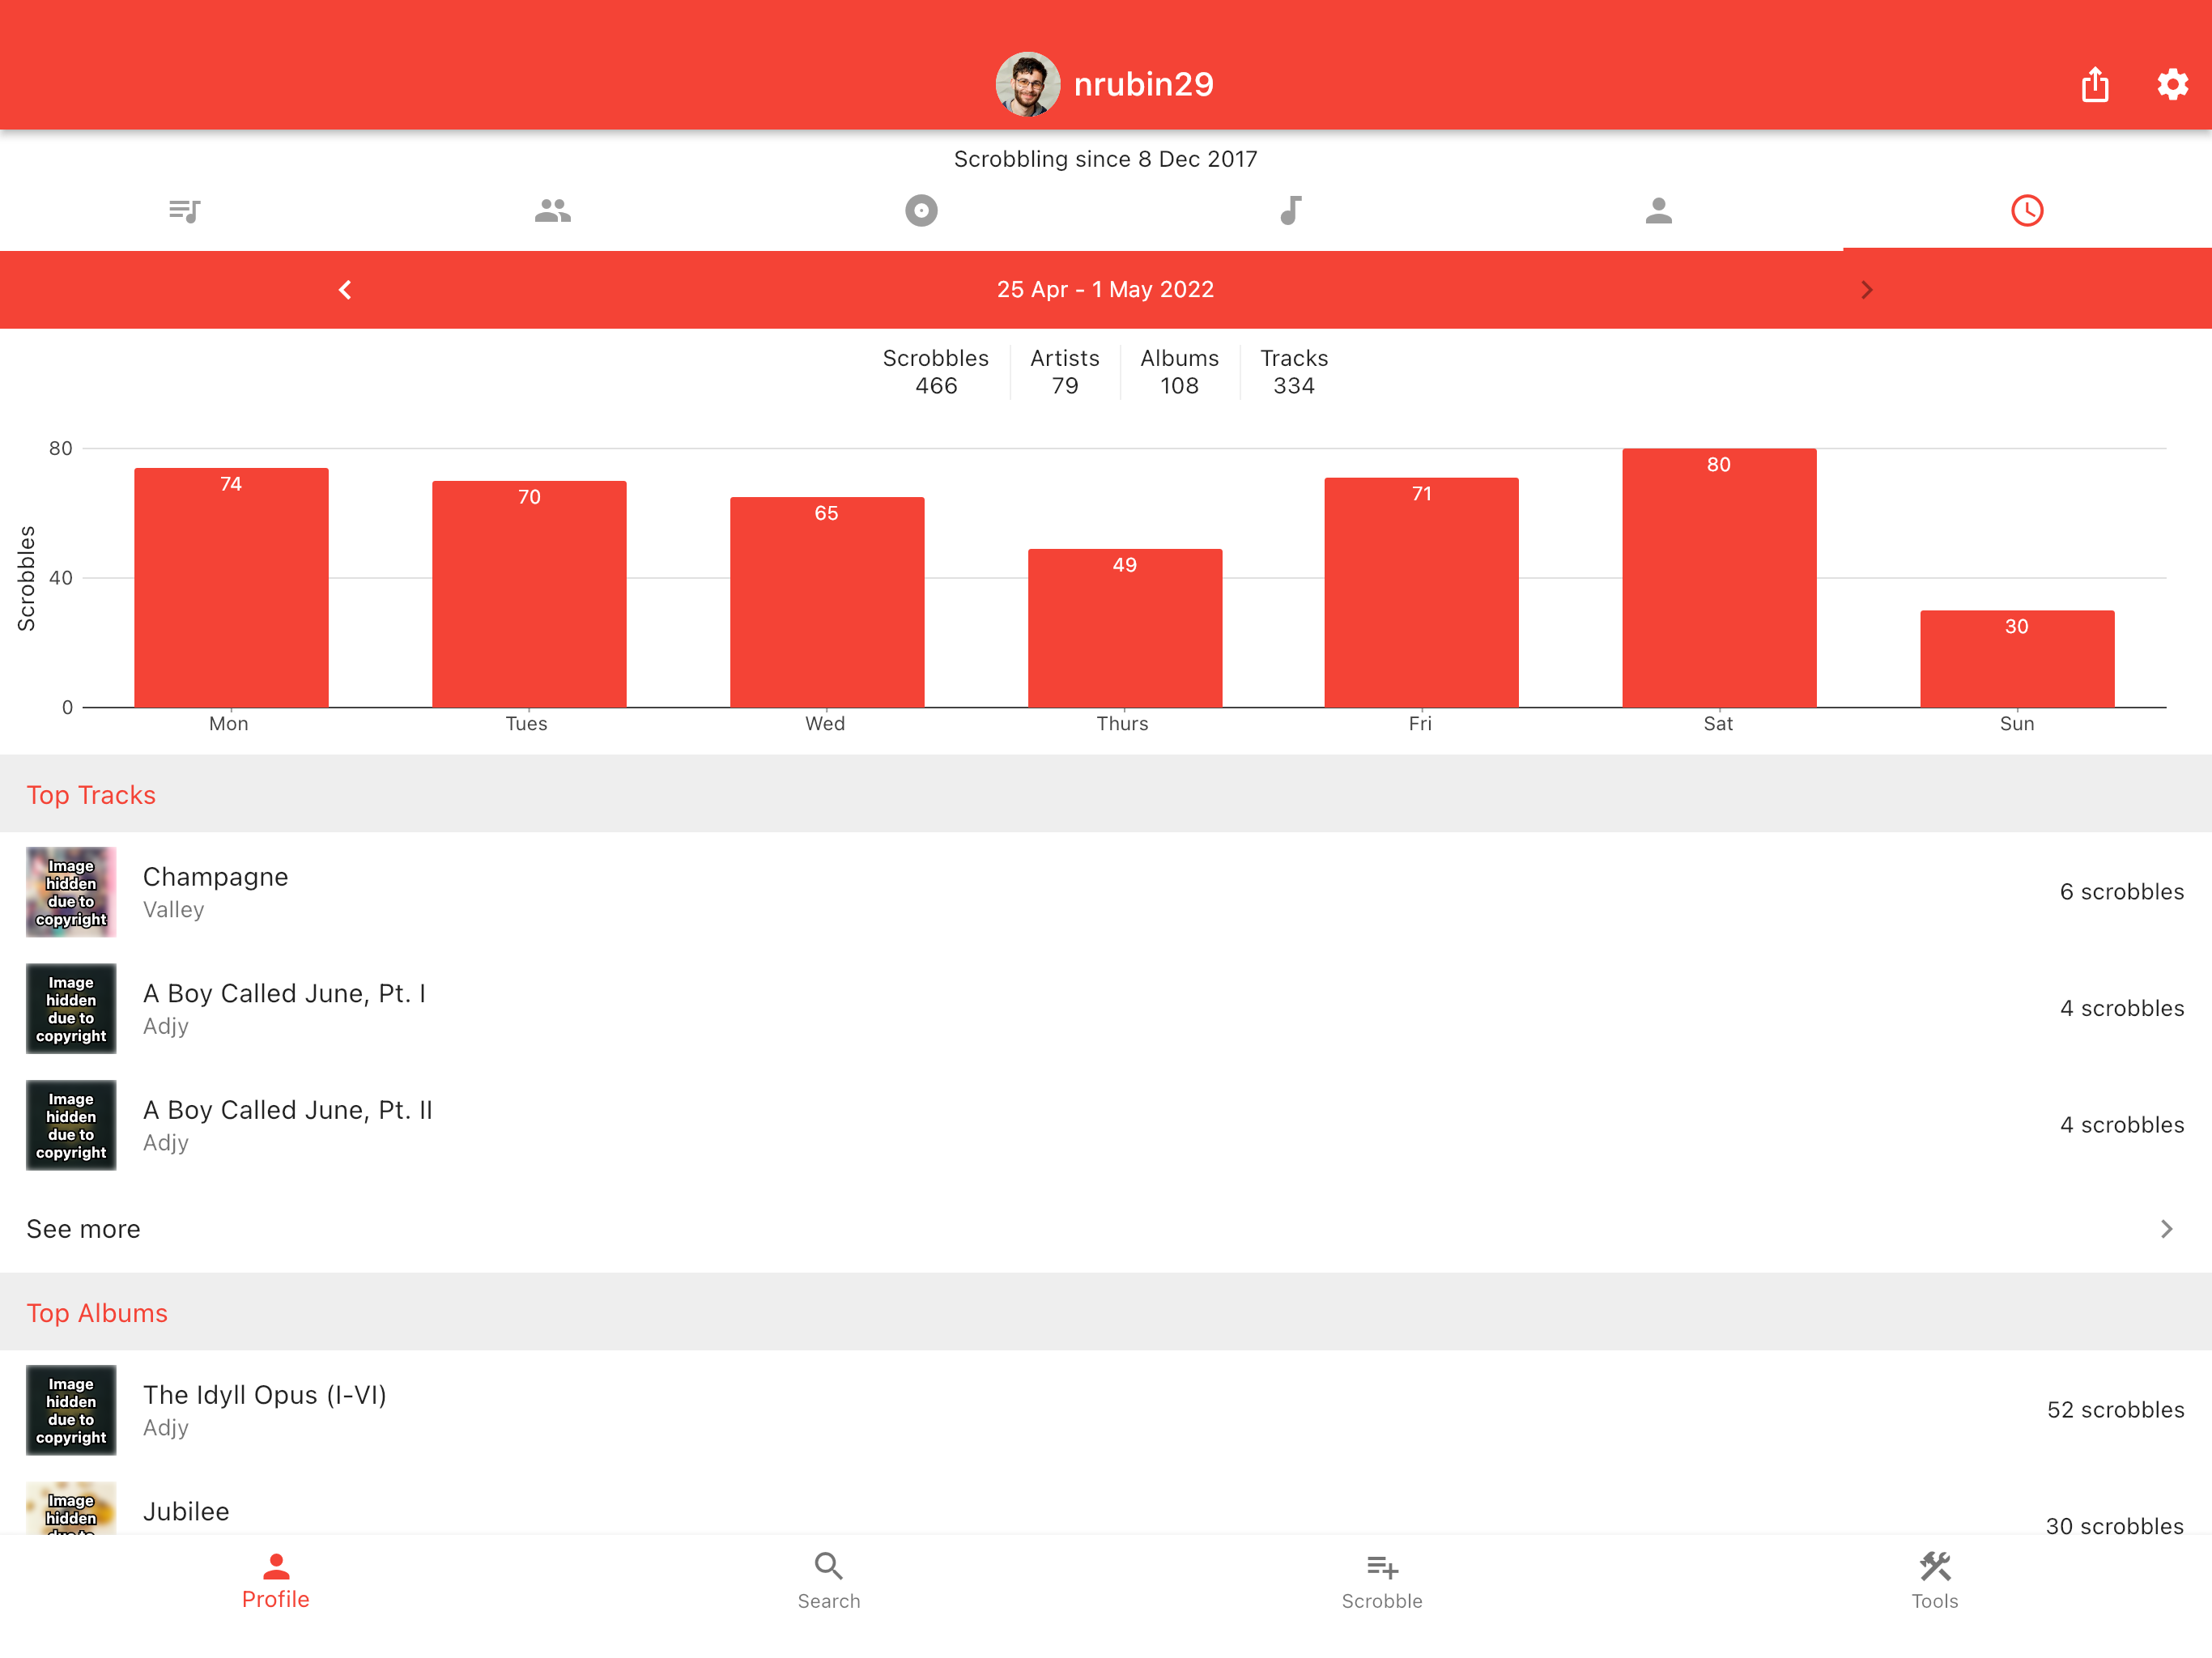 nrubin29
Scrobbling since 8 Dec 2017
25 Apr - 1 May 2022
Scrobbles Artists Albums Tracks
466 79 108 334
Scrobbles
80
40
0
74
70
65
49
71
80
30
Mon Tues Wed Thurs Fri Sat Sun
Top Tracks
Image
hidden
due to
copyright
Champagne
Valley
6 scrobbles
Image
hidden
due to
copyright
A Boy Called June, Pt. I
Adjy
4 scrobbles
Image
hidden
due to
copyright
A Boy Called June, Pt. II
Adjy
4 scrobbles
See more
Top Albums
Image
hidden
due to
copyright
The Idyll Opus (I-VI)
Adjy
52 scrobbles
Image
hidden
Jubilee
30 scrobbles
Profile Search Scrobble Tools